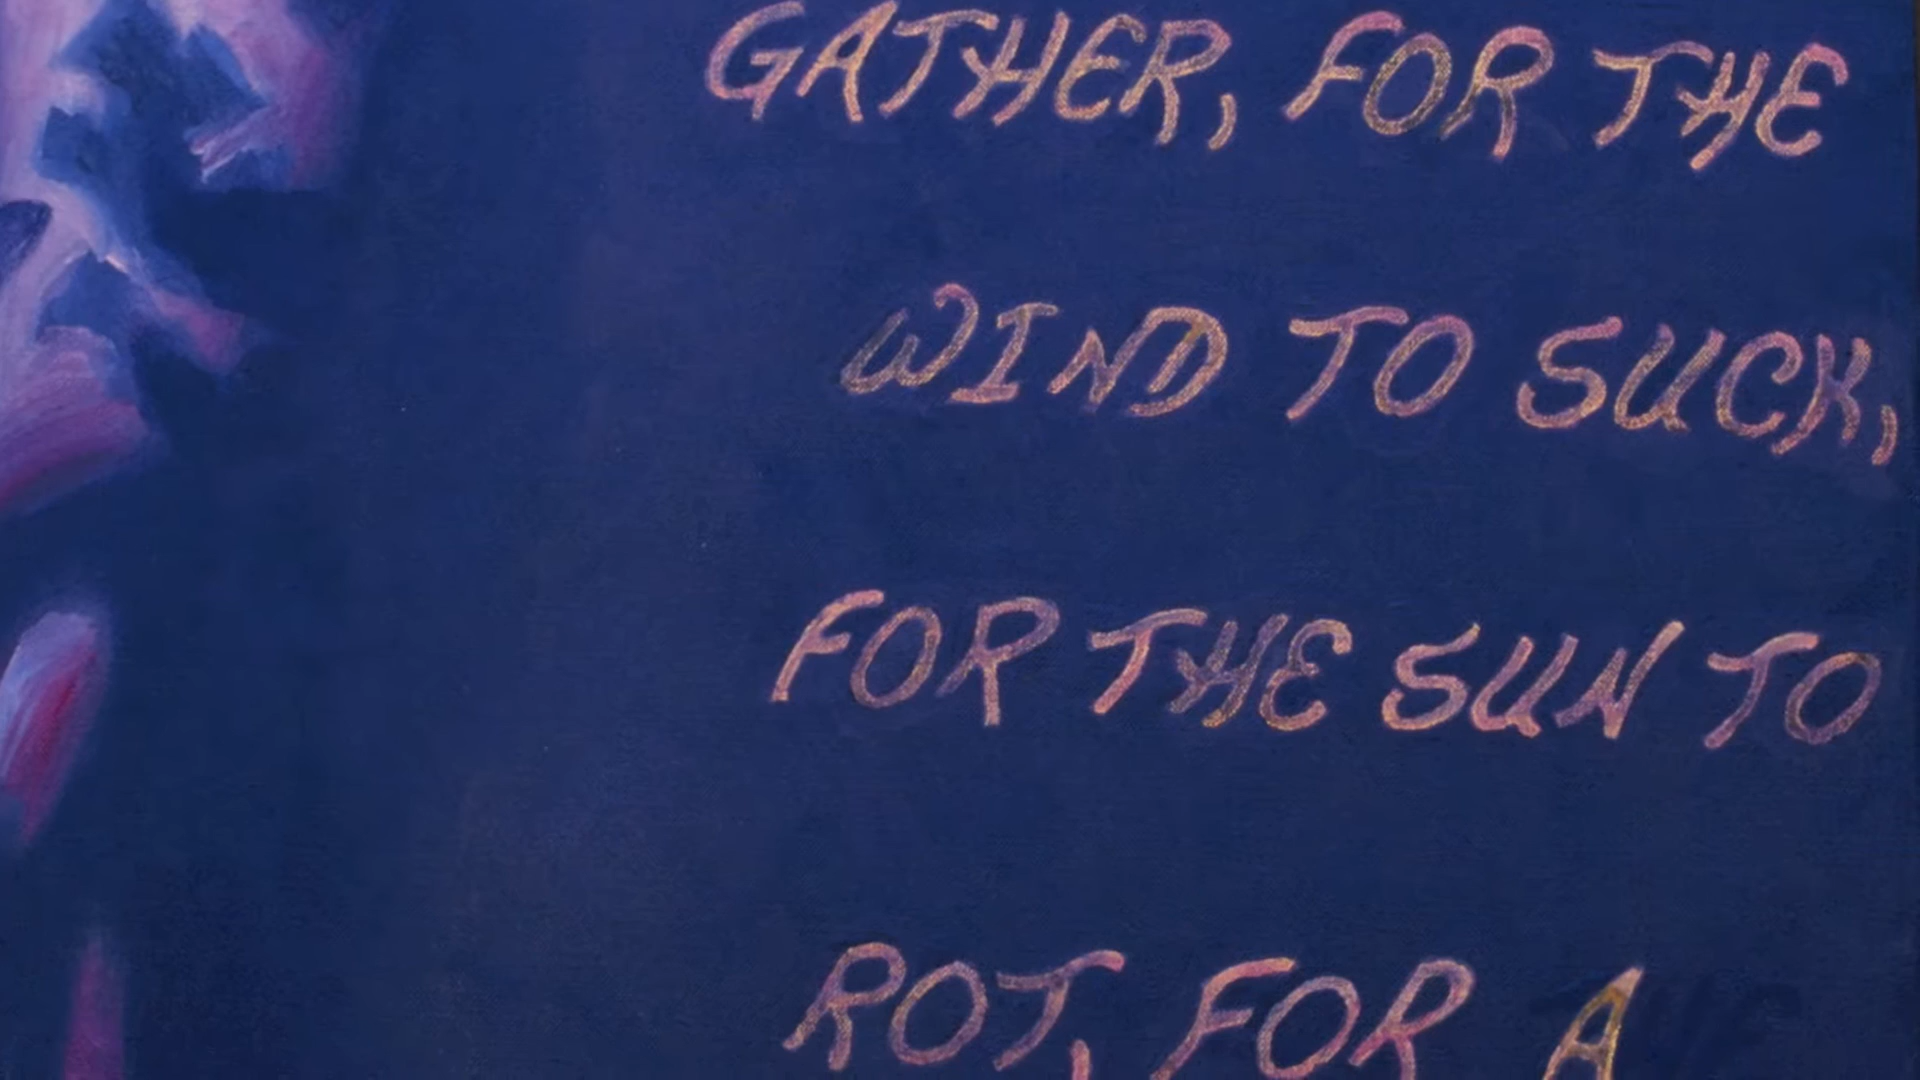 GATHER, FOR THE
WIND TO SUCK,
FOR THE SUN TO
ROT, FOR A